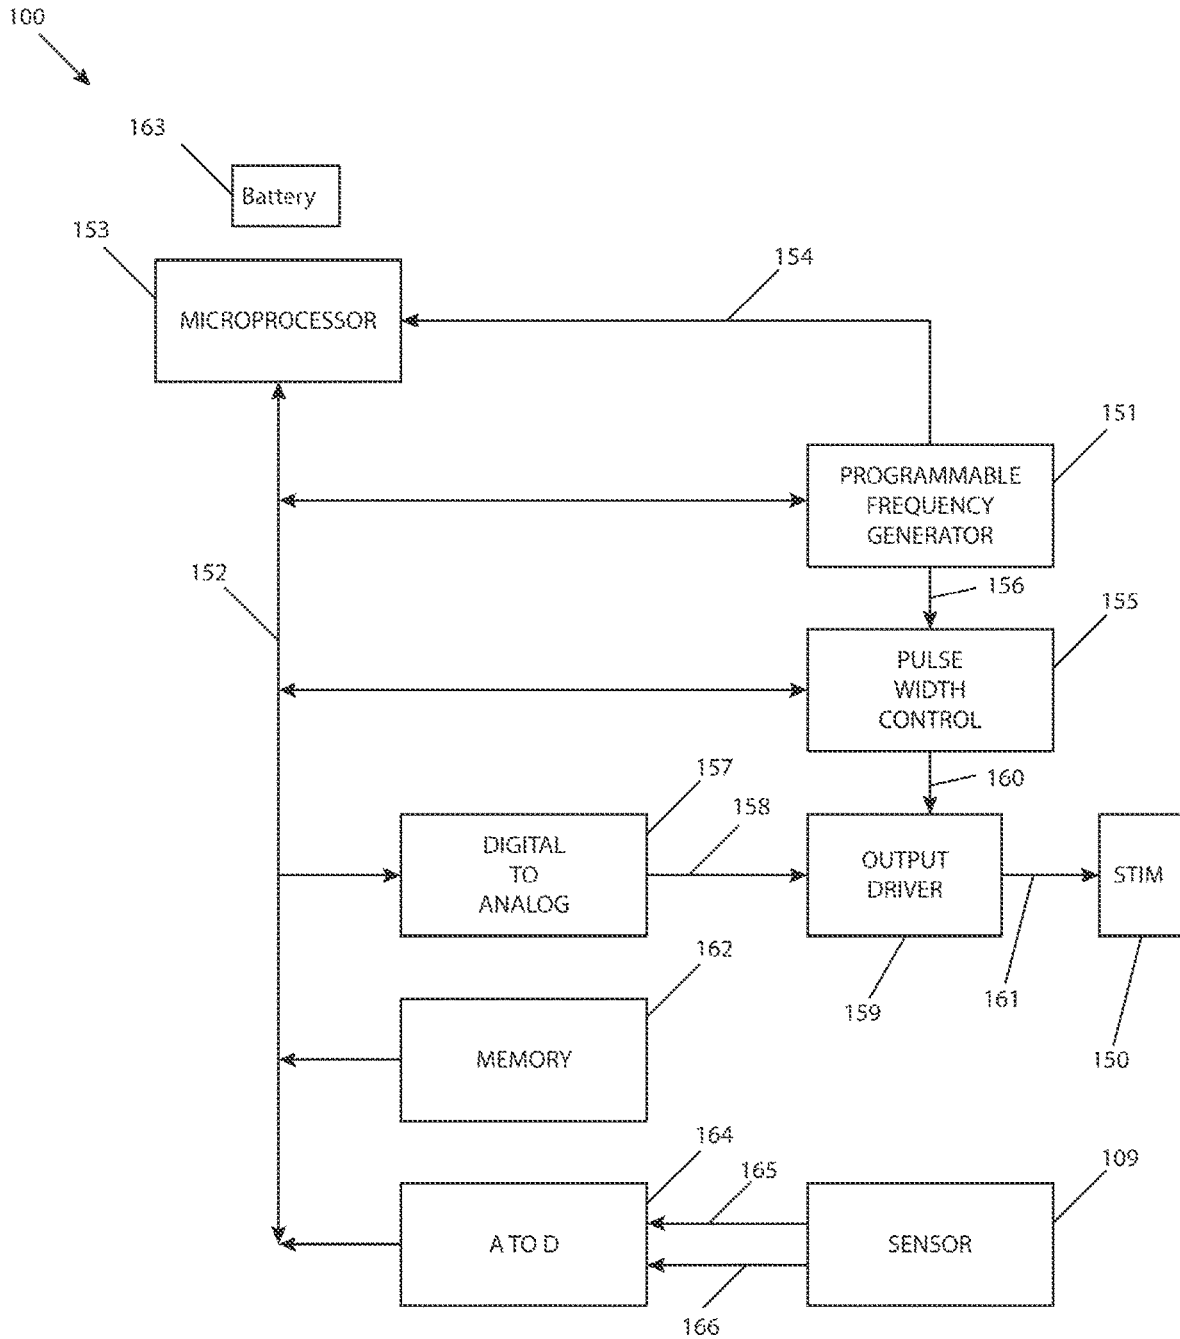 100
163
Battery
153
MICROPROCESSOR
154
151
PROGRAMMABLE
FREQUENCY
GENERATOR
152
156
155
PULSE
WIDTH
CONTROL
157
158
160
DIGITAL
TO
ANALOG
OUTPUT
DRIVER
STIM
162
159
161
150
MEMORY
164
165
109
A TO D
SENSOR
166